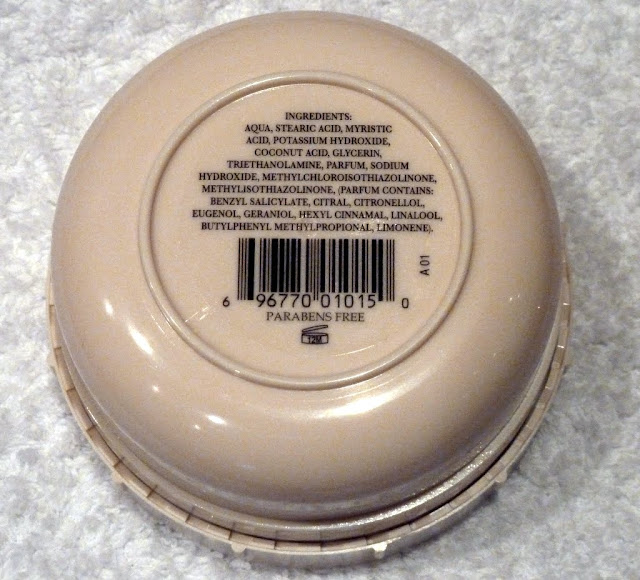 INGREDIENTS:
AQUA, STEARIC ACID, MYRISTIC
ACID, POTASSIUM HYDROXIDE,
COCONUT ACID, GLYCERIN,
TRIETHANOLAMINE, PARFUM, SODIUM
HYDROXIDE, METHYLCHLOROISOTHIAZOLINONE,
METHYLISOTHIAZOLINONE, (PARFUM CONTAINS:
BENZYL SALICYLATE, CITRAL, CITRONELLOL,
EUGENOL, GERANIOL, HEXYL CINNAMAL, LINALOOL,
BUTYLPHENYL METHYLPROPIONAL, LIMONENE).
A 01
6 96770 01015 0
PARABENS FREE
12M